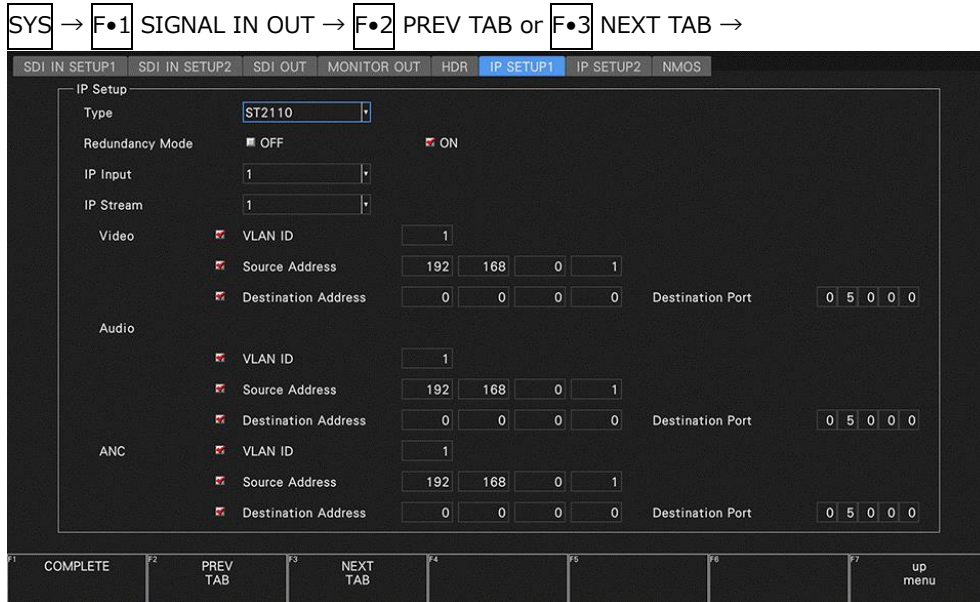 SYS → F•1 SIGNAL IN OUT → F•2 PREV TAB or F•3 NEXT TAB →
SDI IN SETUP1 SDI IN SETUP2 SDI OUT MONITOR OUT HDR IP SETUP1 IP SETUP2 NMOS
IP Setup
Type ST2110
Redundancy Mode OFF ON
IP Input 1
IP Stream 1
Video VLAN ID 1
Source Address 192 168 0 1
Destination Address 0 0 0 0 Destination Port 0 5 0 0 0
Audio
VLAN ID 1
Source Address 192 168 0 1
Destination Address 0 0 0 0 Destination Port 0 5 0 0 0
ANC VLAN ID 1
Source Address 192 168 0 1
Destination Address 0 0 0 0 Destination Port 0 5 0 0 0
F1 COMPLETE F2 PREV F3 NEXT F4 F5 F6 F7 up
TAB TAB menu